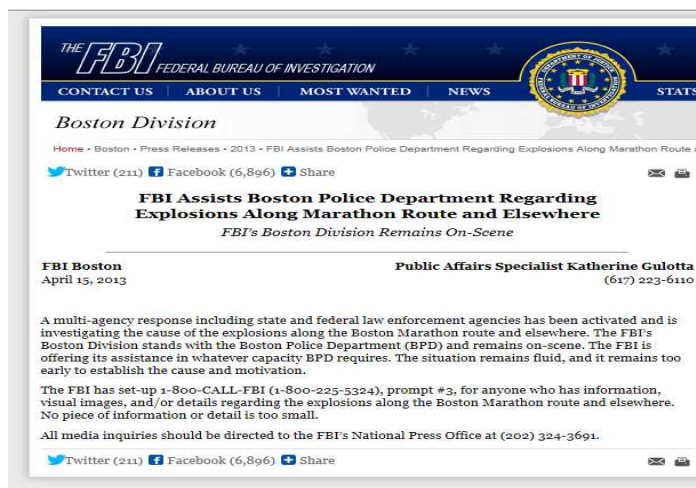 THE FBI FEDERAL BUREAU OF INVESTIGATION
CONTACT US | ABOUT US | MOST WANTED | NEWS STATS
Boston Division
Home • Boston • Press Releases • 2013 • FBI Assists Boston Police Department Regarding Explosions Along Marathon Route
Twitter (211) Facebook (6,896) Share
FBI Assists Boston Police Department Regarding
Explosions Along Marathon Route and Elsewhere
FBI's Boston Division Remains On-Scene
FBI Boston Public Affairs Specialist Katherine Gulotta
April 15, 2013 (617) 223-6110
A multi-agency response including state and federal law enforcement agencies has been activated and is
investigating the cause of the explosions along the Boston Marathon route and elsewhere. The FBI's
Boston Division stands with the Boston Police Department (BPD) and remains on-scene. The FBI is
offering its assistance in whatever capacity BPD requires. The situation remains fluid, and it remains too
early to establish the cause and motivation.
The FBI has set-up 1-800-CALL-FBI (1-800-225-5324), prompt #3, for anyone who has information,
visual images, and/or details regarding the explosions along the Boston Marathon route and elsewhere.
No piece of information or detail is too small.
All media inquiries should be directed to the FBI's National Press Office at (202) 324-3691.
Twitter (211) Facebook (6,896) Share